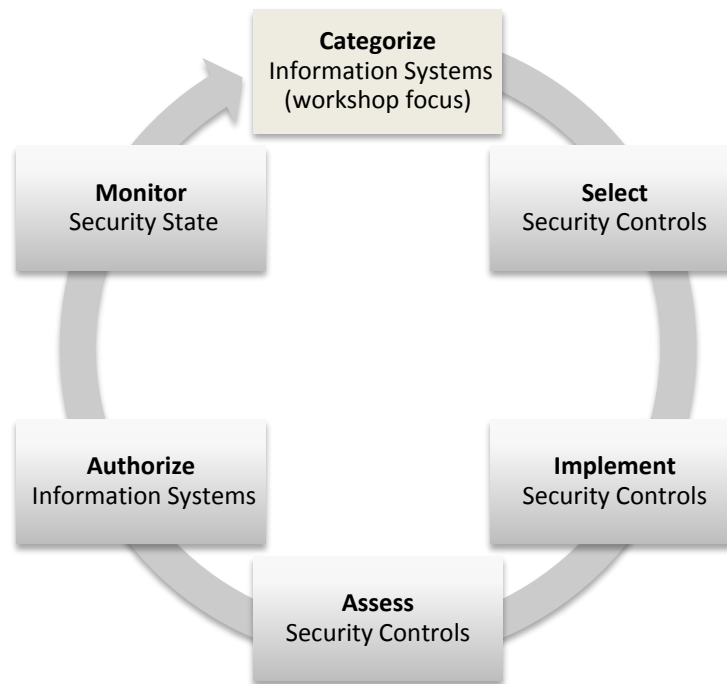 Categorize
Information Systems
(workshop focus)
Select
Security Controls
Implement
Security Controls
Assess
Security Controls
Authorize
Information Systems
Monitor
Security State